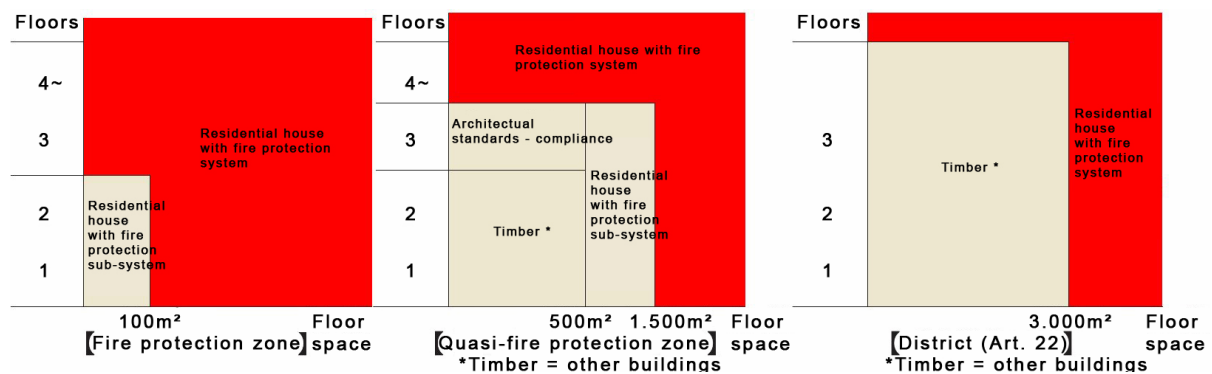 Floors
4~
3
2
1
Residential house
with fire protection
system
Residential
house
with fire
protection
sub-system
100m²
Floor
space
【Fire protection zone】
Floors
4~
3
2
1
Residential house with fire
protection system
Architectual
standards - compliance
Residential
house
with fire
protection
sub-system
Timber *
500m²
1.500m²
Floor
space
【Quasi-fire protection zone】
*Timber = other buildings
Floors
3
2
1
Residential
house
with fire
protection
system
Timber *
3.000m²
Floor
space
【District (Art. 22)】
*Timber = other buildings